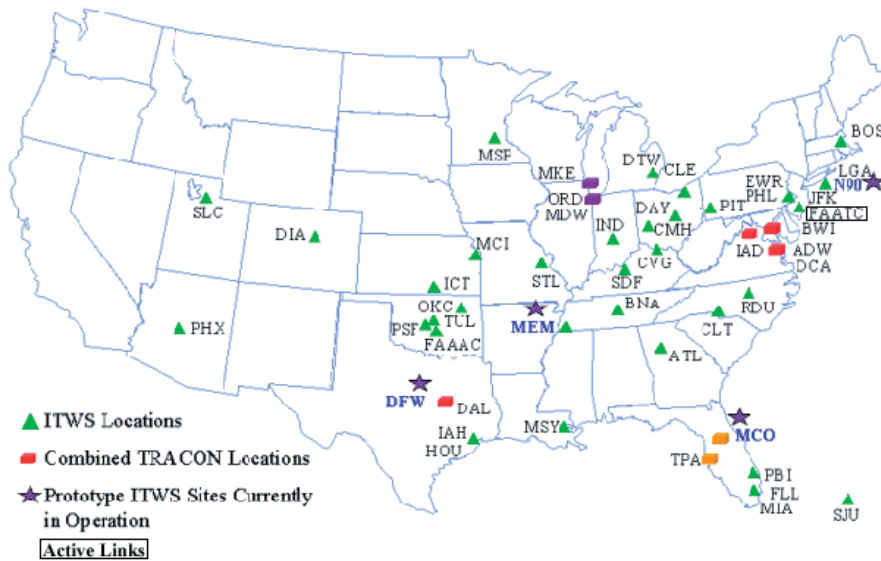 BOS
MSP
DTW
CLE
MKE
LGA
N90
EWR
PHL
JFK
FAATC
PIT
ORD
MDW
DAY
SLC
IND
CMH
BWI
DIA
MCI
IAD
ADW
DCA
CVG
STL
SDF
ICT
BNA
RDU
OKC
TUL
MEM
PSF
PHX
FAAAC
CLT
ATL
DFW
DAL
ITWS Locations
MSY
MCO
IAH
HOU
Combined TRACON Locations
TPA
PBI
Prototype ITWS Sites Currently
in Operation
FLL
MIA
SJU
Active Links